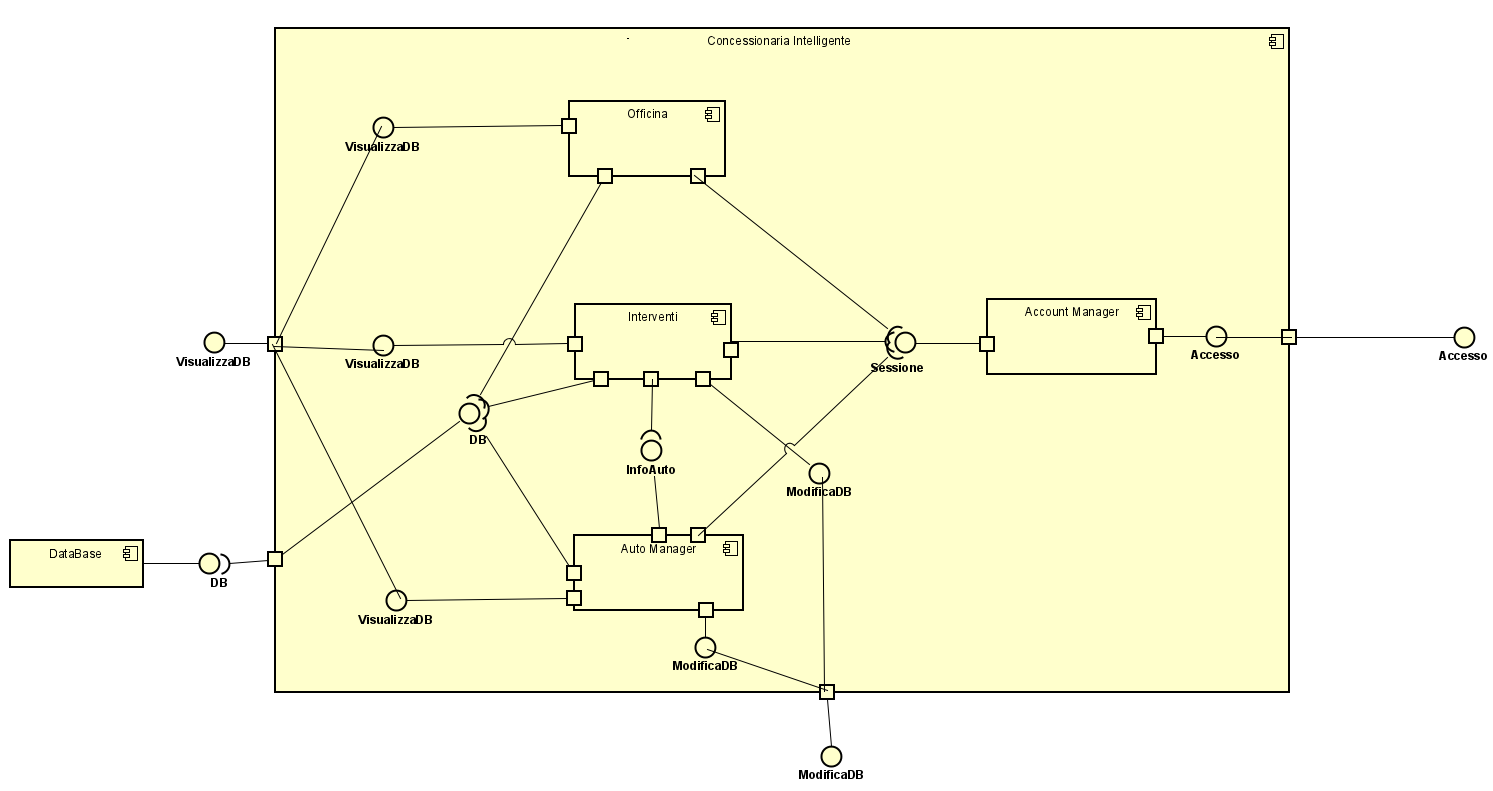 Concessionaria Intelligente
Officina
VisualizzaDB
Interventi
Account Manager
VisualizzaDB
VisualizzaDB
Sessione
Accesso
Accesso
DB
InfoAuto
ModificaDB
DataBase
Auto Manager
DB
VisualizzaDB
ModificaDB
ModificaDB